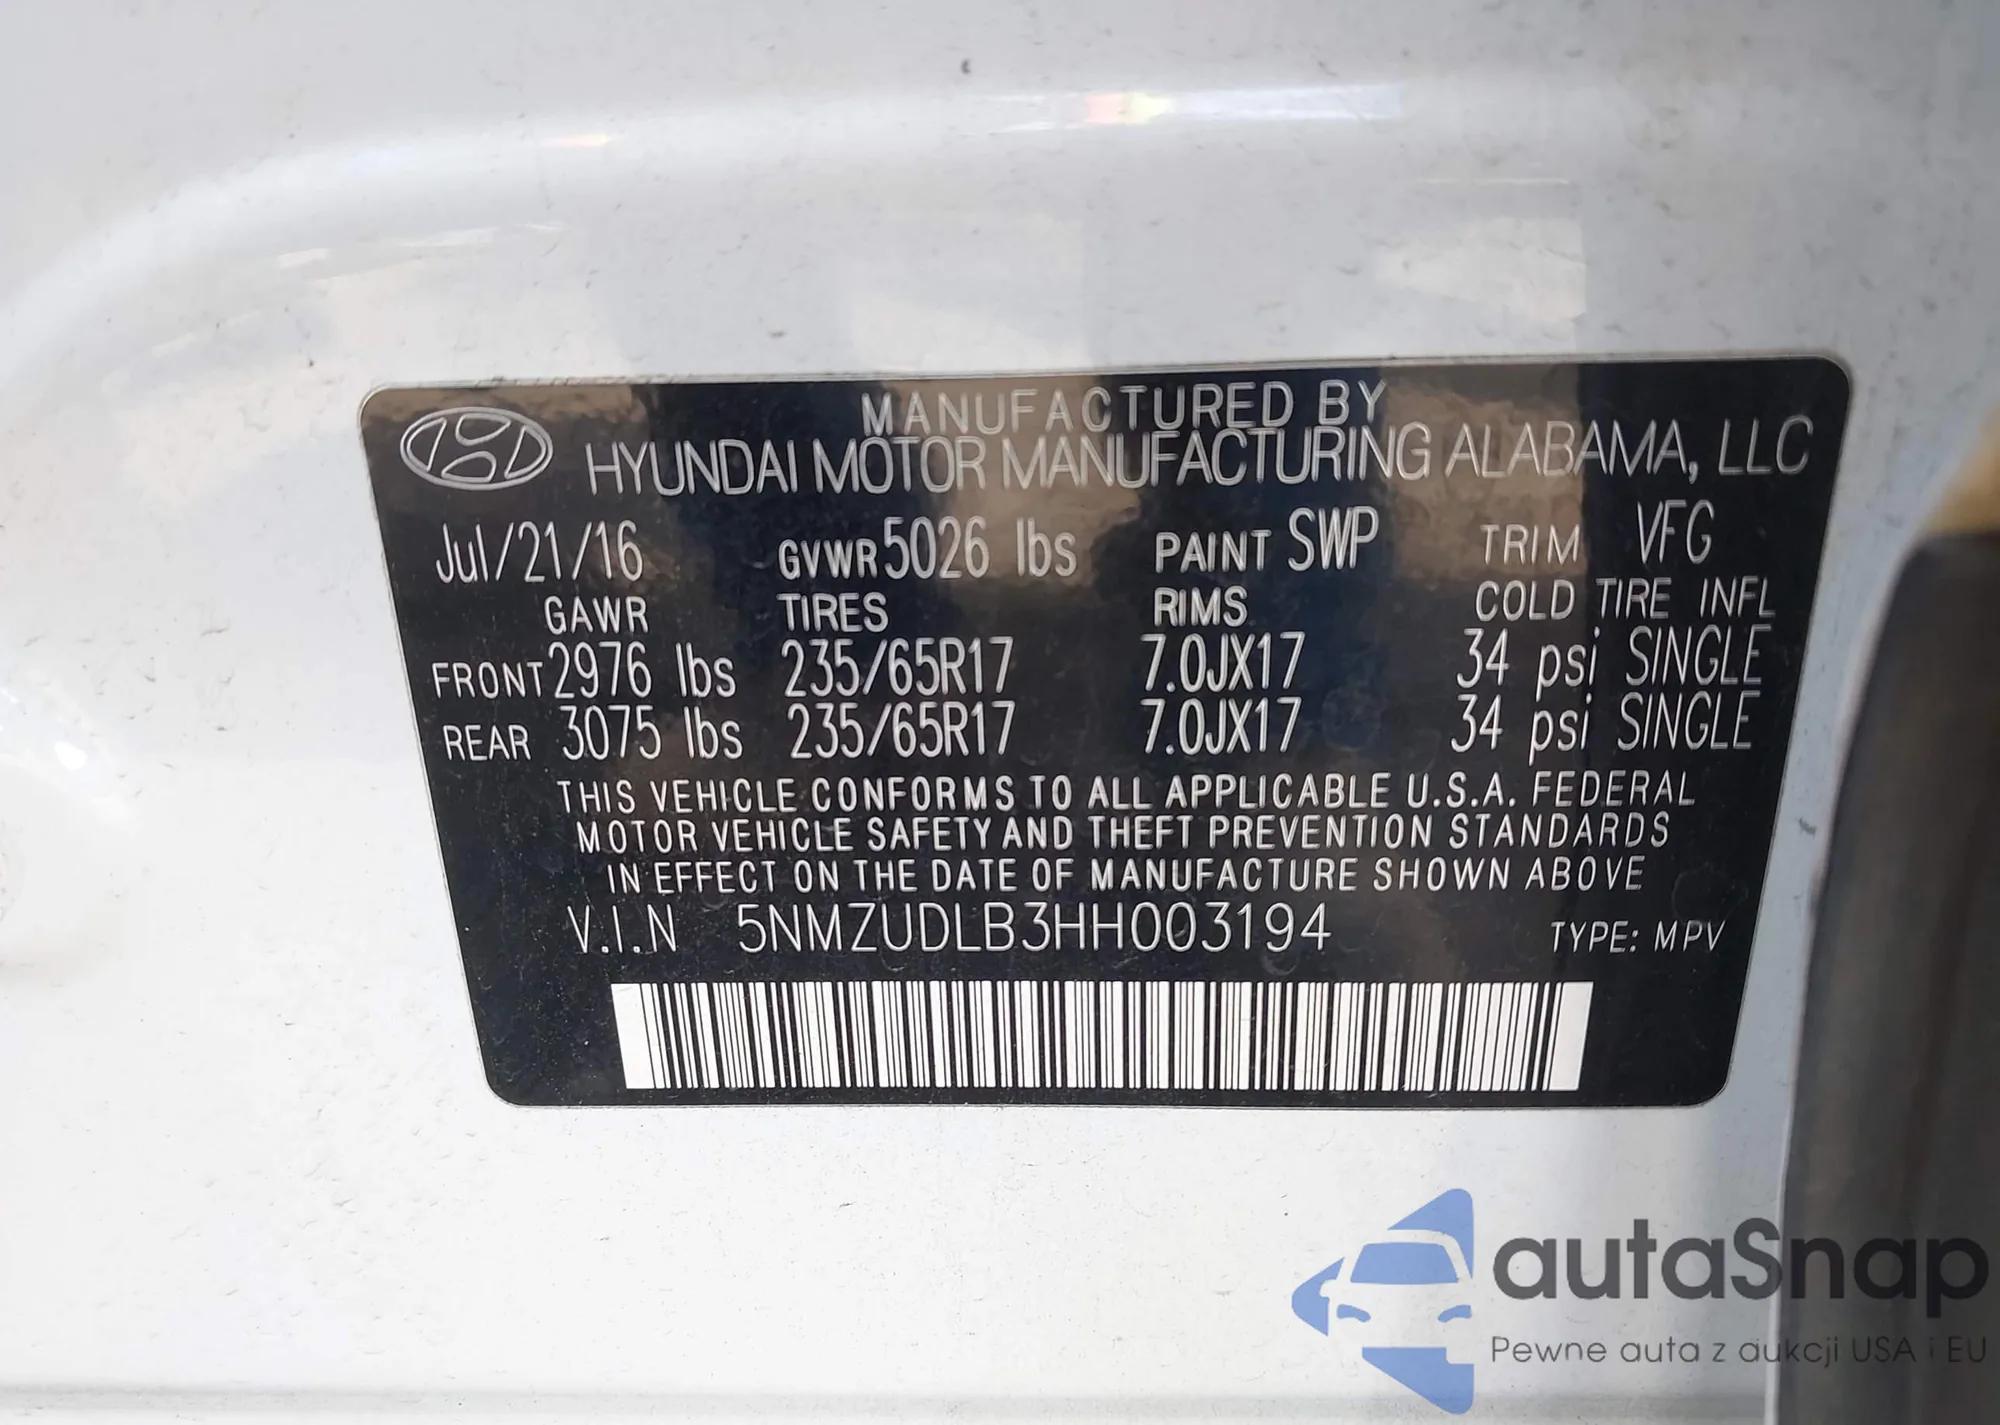 MANUFACTURED BY
HYUNDAI MOTOR MANUFACTURING ALABAMA, LLC
Jul/21/16 GVWR 5026 lbs PAINT SWP TRIM VFG
GAWR TIRES RIMS COLD TIRE INFL
FRONT 2976 lbs 235/65R17 7.0JX17 34 psi SINGLE
REAR 3075 lbs 235/65R17 7.0JX17 34 psi SINGLE
THIS VEHICLE CONFORMS TO ALL APPLICABLE U.S.A. FEDERAL
MOTOR VEHICLE SAFETY AND THEFT PREVENTION STANDARDS
IN EFFECT ON THE DATE OF MANUFACTURE SHOWN ABOVE
V.I.N 5NMZUDLB3HH003194 TYPE: MPV
autaSnap
Pewne auta z aukcji USA i EU